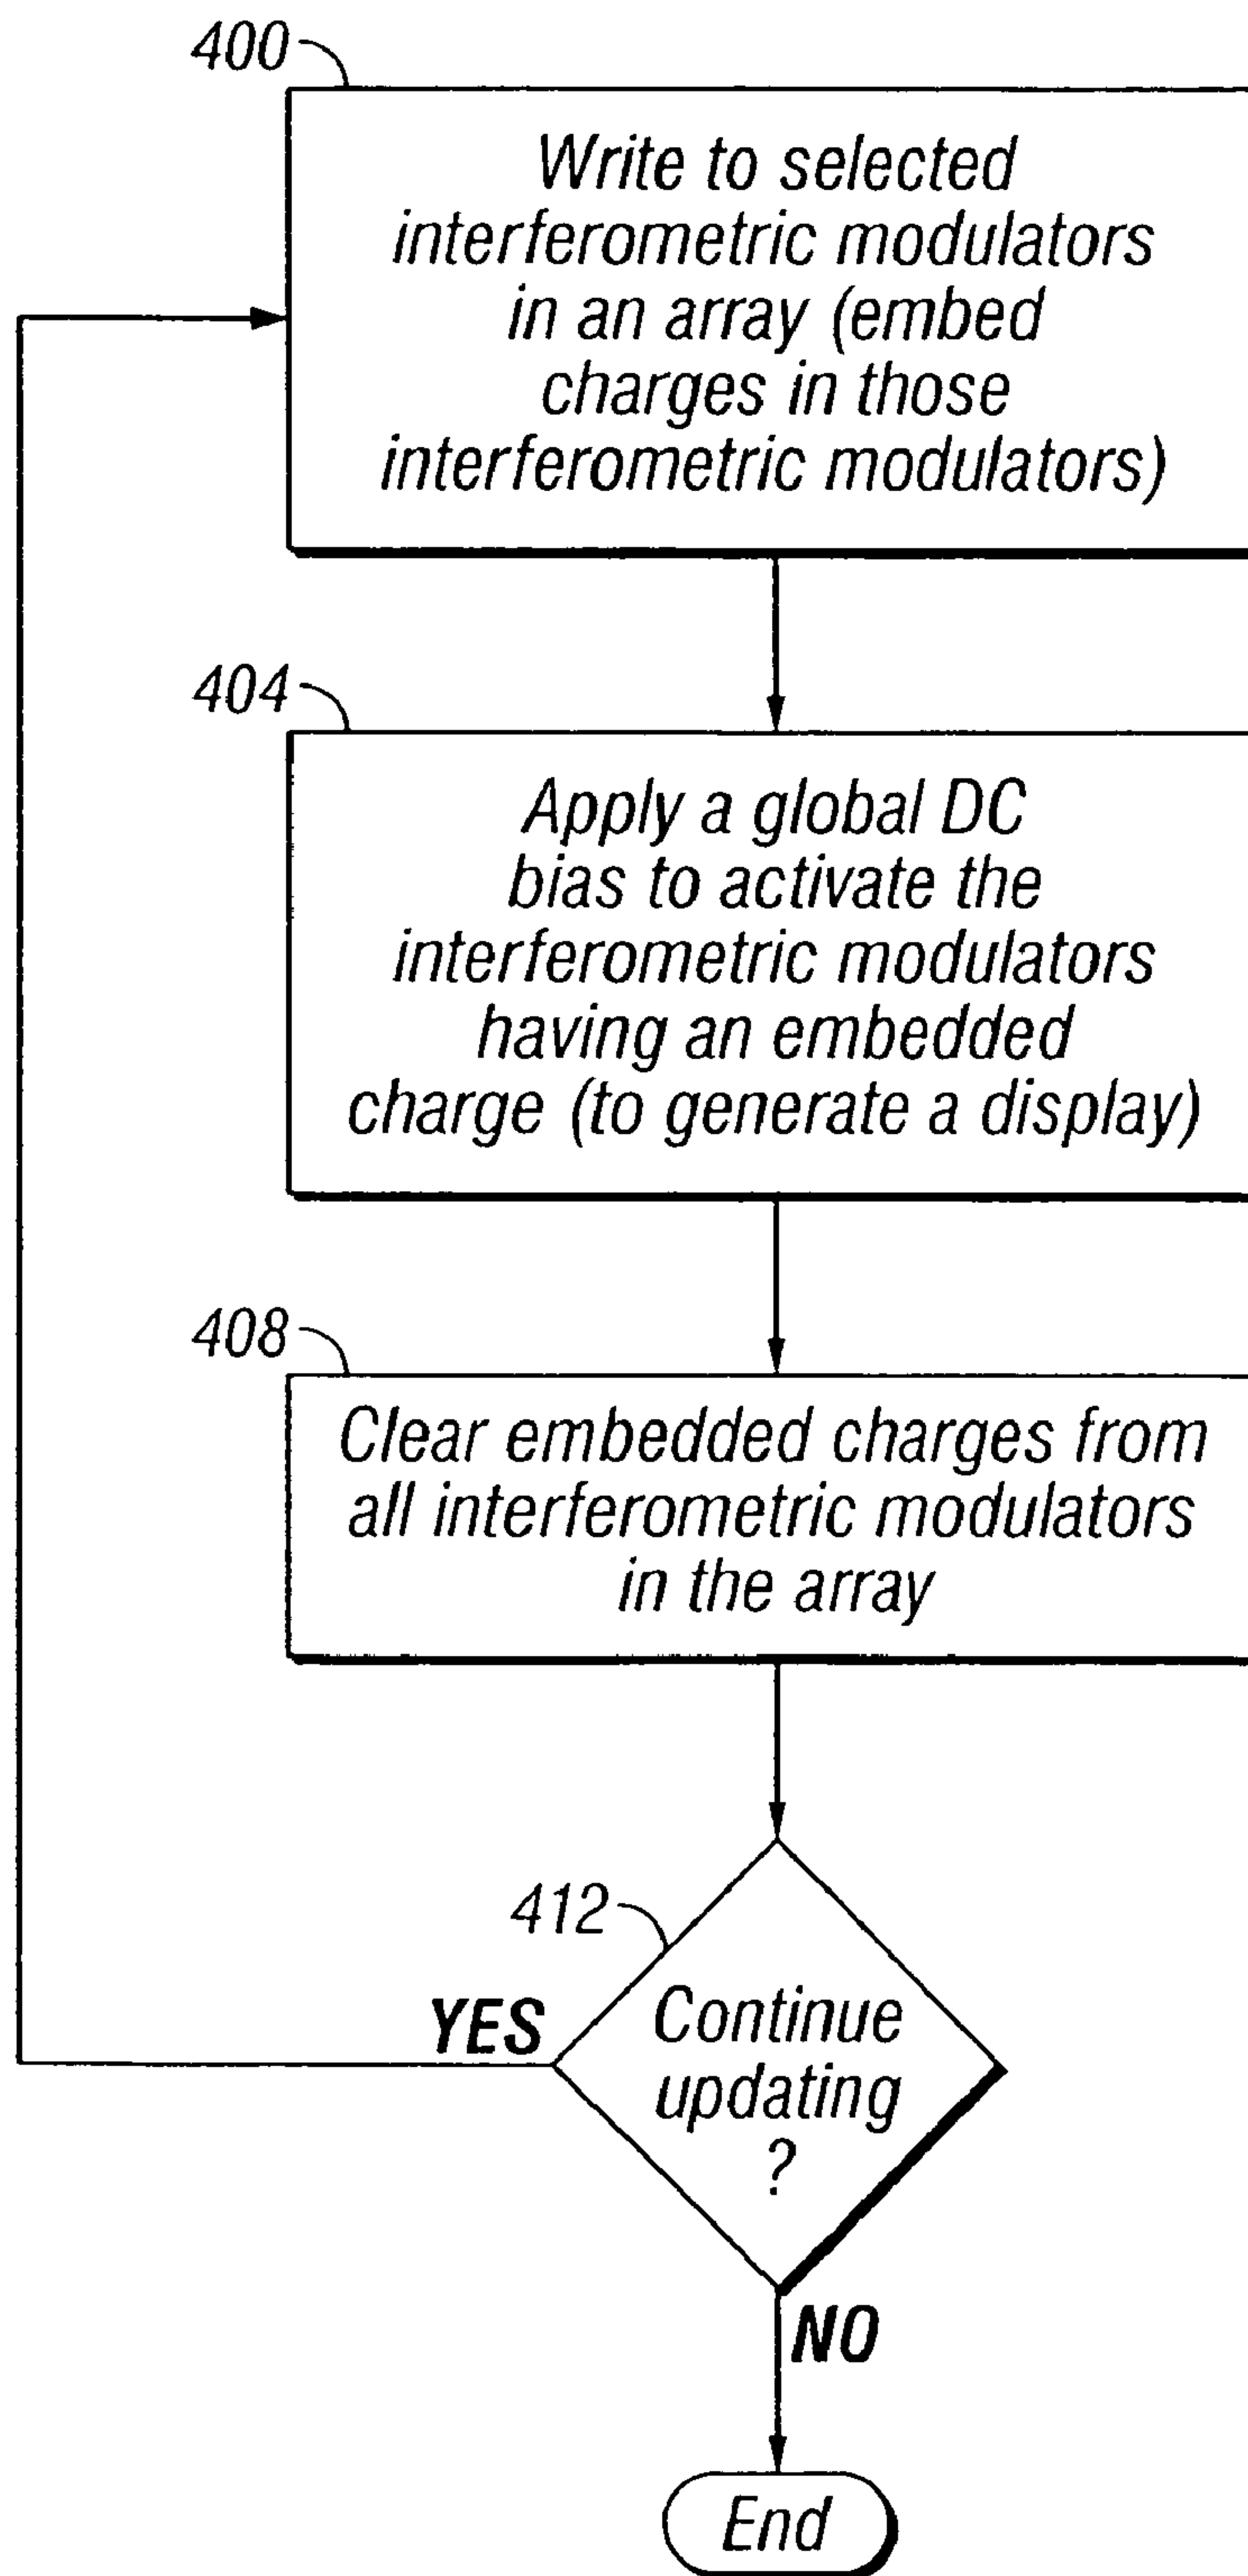 400
Write to selected
interferometric modulators
in an array (embed
charges in those
interferometric modulators)
404
Apply a global DC
bias to activate the
interferometric modulators
having an embedded
charge (to generate a display)
408
Clear embedded charges from
all interferometric modulators
in the array
412
YES
Continue
updating
?
NO
End